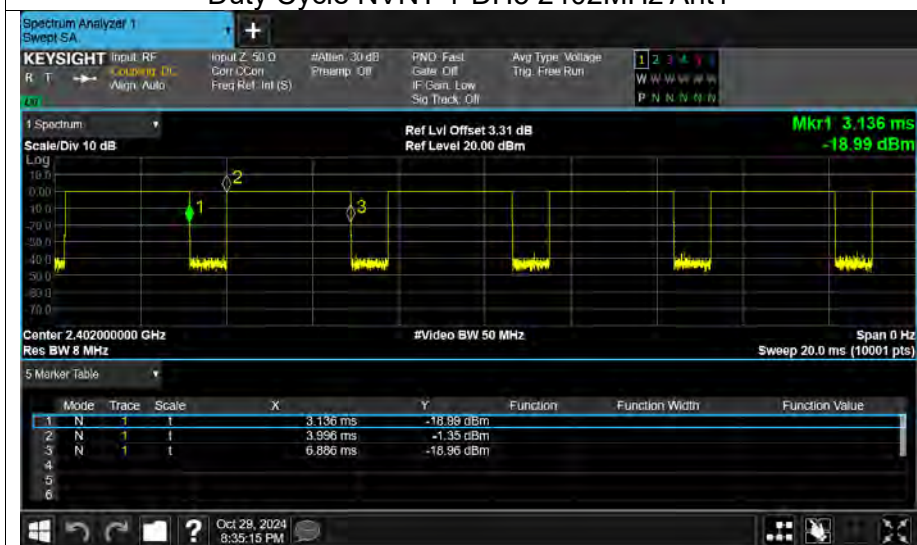 Duty Cycle NVNT 1-DH5 2402MHz Ant1
Spectrum Analyzer 1
Swept SA
+
KEYSIGHT Input: RF Input Z: 50 Ω #Atten: 30 dB PNO: Fast Avg Type: Voltage 1 2 3 4 5 6
R T Coupling: DC Corr CCorr Preamp: Off Gate: Off Trig: Free Run
Align: Auto Freq Ref: Int (S) IF Gain: Low W W W W W W
Sig Track: Off P N N N N N
1 Spectrum
Ref Lvl Offset 3.31 dB Mkr1 3.136 ms
Scale/Div 10 dB Ref Level 20.00 dBm -18.99 dBm
Log
10.0
0.00
-10.0
-20.0
-30.0
-40.0
-50.0
-60.0
-70.0
1
2
3
Center 2.402000000 GHz #Video BW 50 MHz Span 0 Hz
Res BW 8 MHz Sweep 20.0 ms (10001 pts)
5 Marker Table
Mode Trace Scale X Y Function Function Width Function Value
1 N 1 t 3.136 ms -18.99 dBm
2 N 1 t 3.996 ms -1.35 dBm
3 N 1 t 6.886 ms -18.96 dBm
4
5
6
? Oct 29, 2024
8:35:15 PM